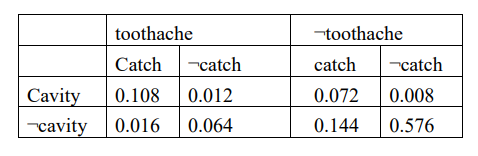 toothache ¬toothache
Catch ¬catch catch ¬catch
Cavity 0.108 0.012 0.072 0.008
¬cavity 0.016 0.064 0.144 0.576